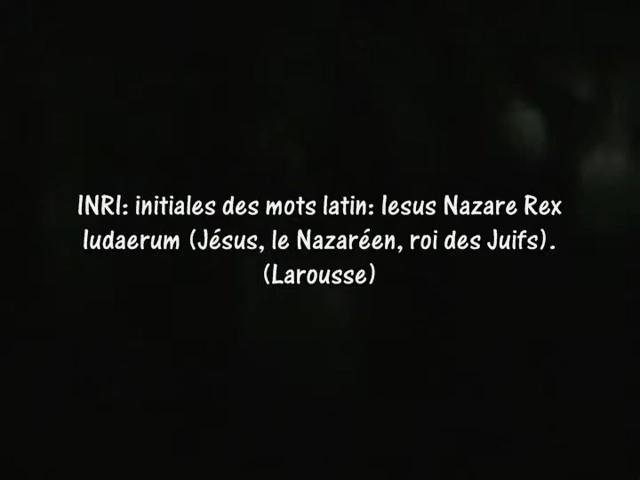 INRI: initiales des mots latin: Iesus Nazare Rex
Iudaerum (Jésus, le Nazaréen, roi des Juifs).
(Larousse)